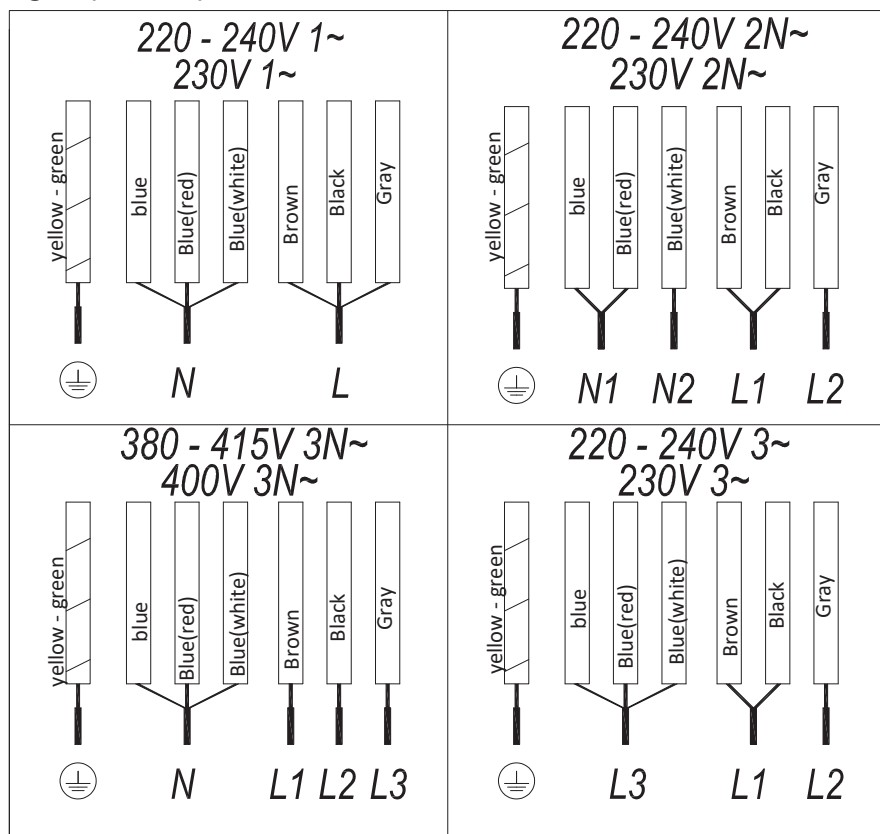 220 - 240V 1~
230V 1~
yellow - green
blue
Blue(red)
Blue(white)
Brown
Black
Gray
N
L
220 - 240V 2N~
230V 2N~
yellow - green
blue
Blue(red)
Blue(white)
Brown
Black
Gray
N1 N2 L1 L2
380 - 415V 3N~
400V 3N~
yellow - green
blue
Blue(red)
Blue(white)
Brown
Black
Gray
N L1 L2 L3
220 - 240V 3~
230V 3~
yellow - green
blue
Blue(red)
Blue(white)
Brown
Black
Gray
L3 L1 L2